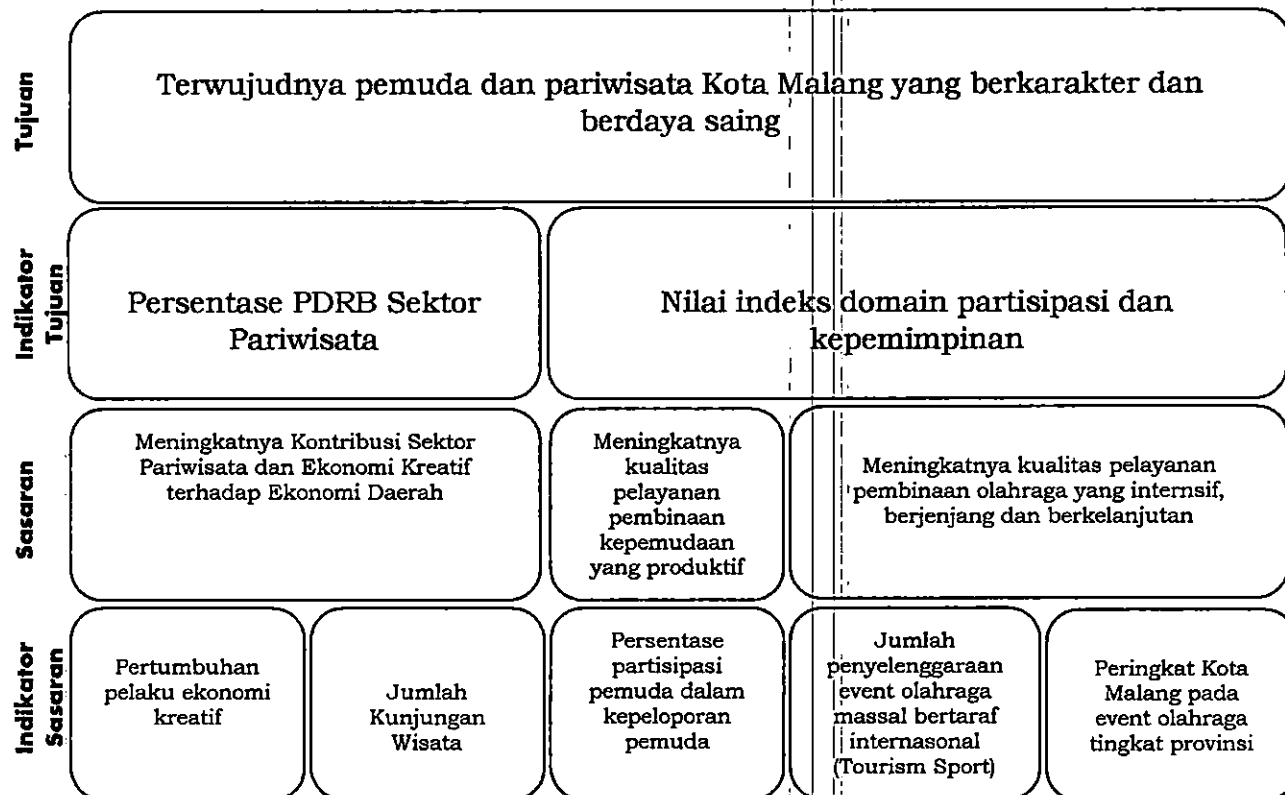 Tujuan
Terwujudnya pemuda dan pariwisata Kota Malang yang berkarakter dan
berdaya saing
Indikator
Tujuan
Persentase PDRB Sektor
Pariwisata
Nilai indeks domain partisipasi dan
kepemimpinan
Sasaran
Meningkatnya Kontribusi Sektor
Pariwisata dan Ekonomi Kreatif
terhadap Ekonomi Daerah
Meningkatnya
kualitas
pelayanan
pembinaan
kepemudaan
yang produktif
Meningkatnya kualitas pelayanan
pembinaan olahraga yang internsif,
berjenjang dan berkelanjutan
Indikator
Sasaran
Pertumbuhan
pelaku ekonomi
kreatif
Jumlah
Kunjungan
Wisata
Persentase
partisipasi
pemuda dalam
kepeloporan
pemuda
Jumlah
penyelenggaraan
event olahraga
massal bertaraf
internasonal
(Tourism Sport)
Peringkat Kota
Malang pada
event olahraga
tingkat provinsi